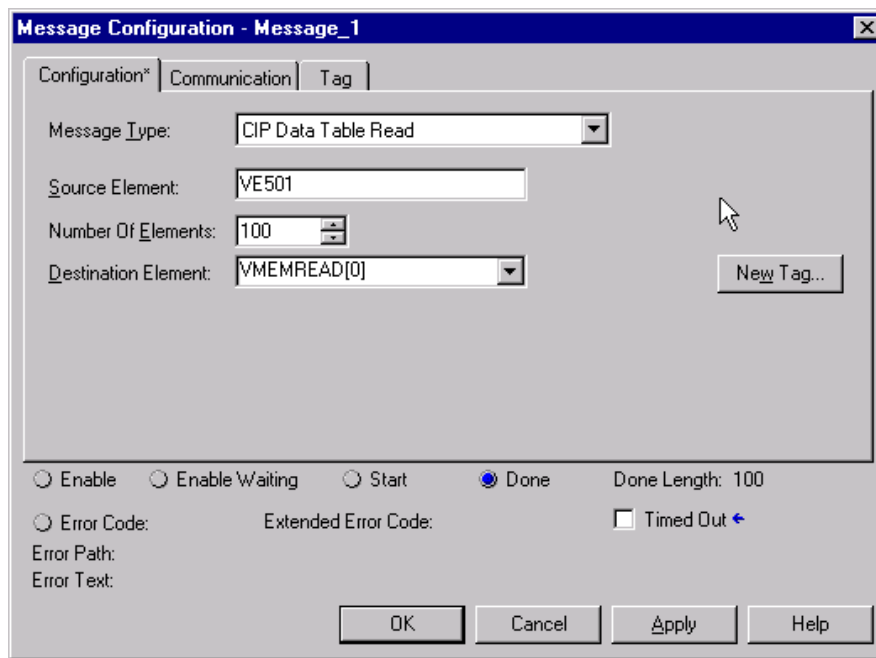 Message Configuration - Message_1
Configuration* Communication Tag
Message Type: CIP Data Table Read
Source Element: VE501
Number Of Elements: 100
Destination Element: VMEMREAD[0] New Tag...
Enable Enable Waiting Start Done Done Length: 100
Error Code: Extended Error Code: Timed Out
Error Path:
Error Text:
OK Cancel Apply Help